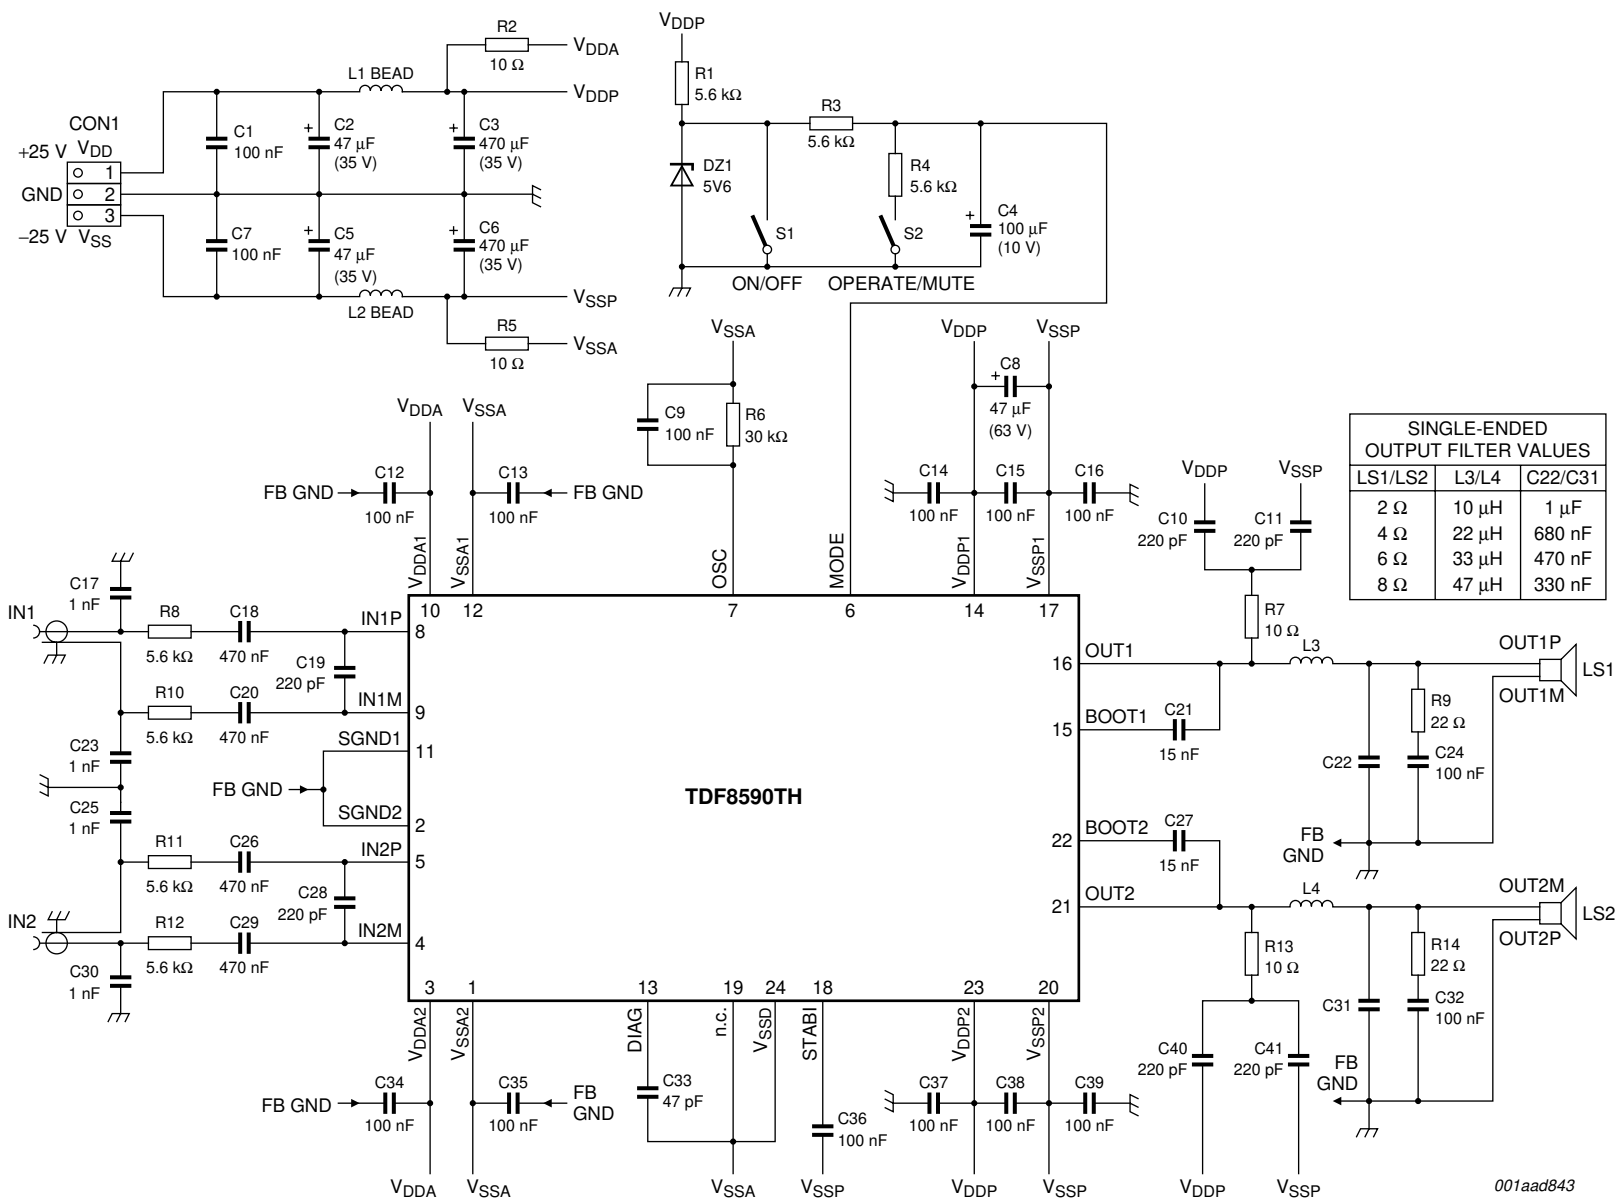 R2
10 Ω
VDDA
L1 BEAD
VDDP
CON1
+25 V VDD
1
GND
2
3
−25 V VSS
C1
100 nF
+
C2
47 μF
(35 V)
+
C3
470 μF
(35 V)
C7
100 nF
+
C5
47 μF
(35 V)
+
C6
470 μF
(35 V)
L2 BEAD
VSSP
R5
10 Ω
VSSA
VDDP
R1
5.6 kΩ
R3
5.6 kΩ
DZ1
5V6
R4
5.6 kΩ
S1
S2
+
C4
100 μF
(10 V)
ON/OFF
OPERATE/MUTE
VDDA
VSSA
FB GND
C12
100 nF
C13
100 nF
FB GND
VSSA
C9
100 nF
R6
30 kΩ
VDDP
VSSP
+
C8
47 μF
(63 V)
C14
100 nF
C15
100 nF
C16
100 nF
VDDP
VSSP
C10
220 pF
C11
220 pF
SINGLE-ENDED
OUTPUT FILTER VALUES
LS1/LS2 L3/L4 C22/C31
2 Ω 10 μH 1 μF
4 Ω 22 μH 680 nF
6 Ω 33 μH 470 nF
8 Ω 47 μH 330 nF
VDDA1
VSSA1
OSC
MODE
VDDP1
VSSP1
10
12
7
6
14
17
C17
1 nF
IN1
R8
5.6 kΩ
C18
470 nF
IN1P
8
C19
220 pF
R10
5.6 kΩ
C20
470 nF
IN1M
9
SGND1
11
FB GND
SGND2
2
C23
1 nF
C25
1 nF
R11
5.6 kΩ
C26
470 nF
IN2P
5
C28
220 pF
IN2
R12
5.6 kΩ
C29
470 nF
IN2M
4
C30
1 nF
TDF8590TH
R7
10 Ω
16
OUT1
L3
OUT1P
LS1
OUT1M
15
BOOT1
C21
15 nF
R9
22 Ω
C22
C24
100 nF
FB
GND
22
BOOT2
C27
15 nF
21
OUT2
L4
OUT2M
LS2
OUT2P
R13
10 Ω
R14
22 Ω
C31
C32
100 nF
C40
220 pF
C41
220 pF
FB
GND
VDDP
VSSP
3
1
13
19
24
18
23
20
VDDA2
VSSA2
DIAG
n.c.
VSSD
STABI
VDDP2
VSSP2
FB GND
C34
100 nF
C35
100 nF
FB
GND
C33
47 pF
C36
100 nF
C37
100 nF
C38
100 nF
C39
100 nF
VDDA
VSSA
VSSA
VSSP
VDDP
VSSP
001aad843